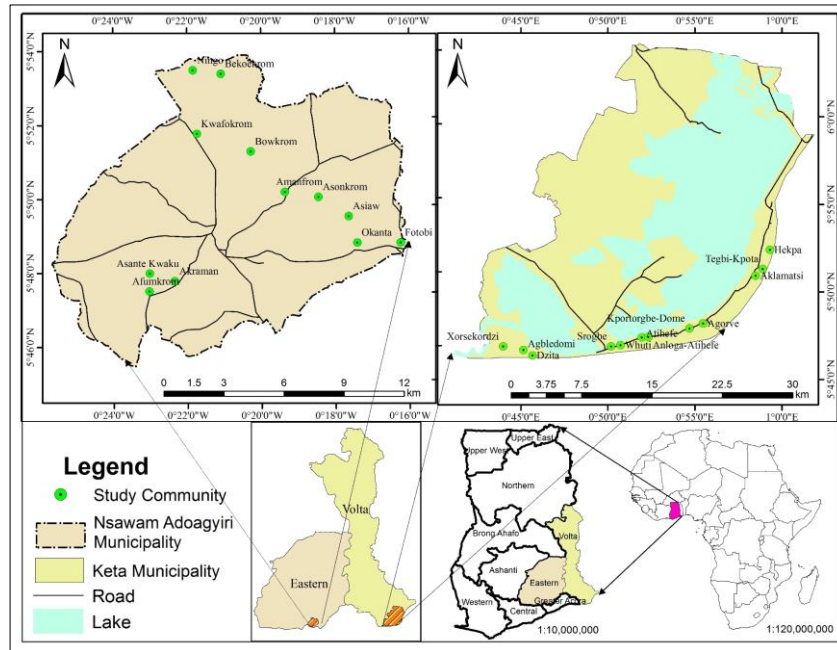 0°24'0"W 0°22'0"W 0°20'0"W 0°18'0"W 0°16'0"W
0°45'0"E 0°50'0"E 0°55'0"E 1°0'0"E
N
5°54'0"N
5°52'0"N
5°50'0"N
5°48'0"N
5°46'0"N
Bekoekrom
Kwafokrom
Bowkrom
Amanfrom
Asonkrom
Asiaw
Okanta
Fotobi
Asante Kwaku
Akraman
Afumkrom
0 1.5 3 6 9 12
km
0°24'0"W 0°22'0"W 0°20'0"W 0°18'0"W 0°16'0"W
N
6°0'0"N
5°55'0"N
5°50'0"N
5°45'0"N
Hekpa
Tegbi-Kpota
Aklamatsi
Kportorgbe-Dome
Agorve
Xorsekordzi
Agbledomi
Srogbe
Atihefe
Dzita
Whuti
Anloga-Atihefe
0 3.75 7.5 15 22.5 30
km
0°45'0"E 0°50'0"E 0°55'0"E 1°0'0"E
Legend
Study Community
Nsawam Adoagyiri
Municipality
Keta Municipality
Road
Lake
Volta
Eastern
Upper East
Upper West
Northern
Brong Ahafo
Volta
Ashanti
Eastern
Western
Central
Greater Accra
1:10,000,000
1:120,000,000